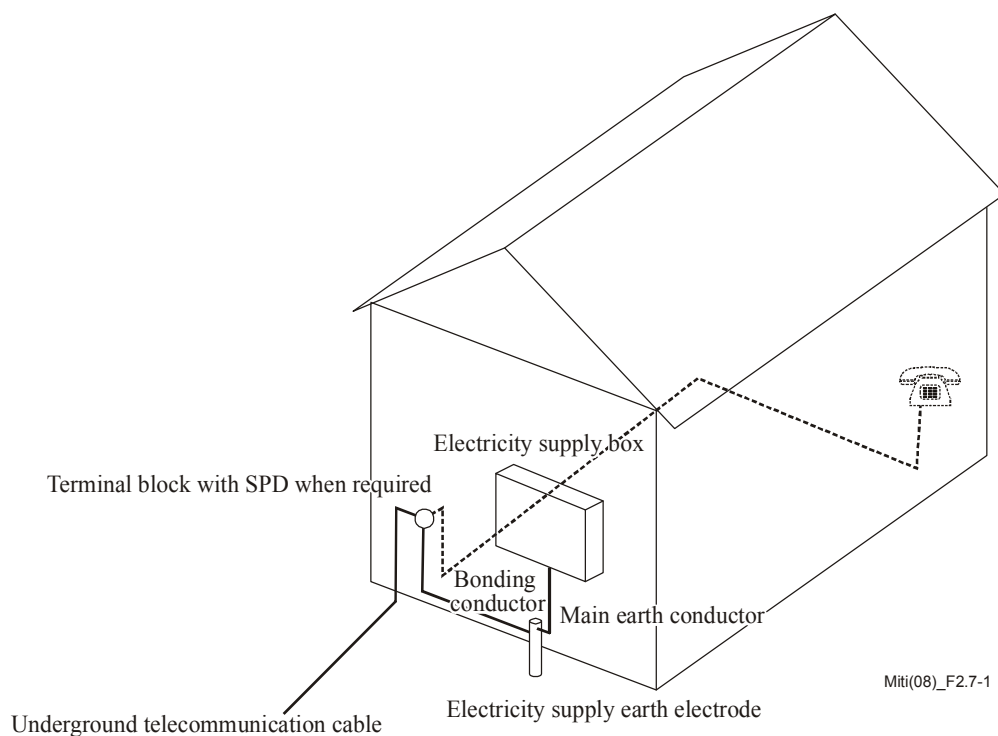 Electricity supply box
Terminal block with SPD when required
Bonding
conductor
Main earth conductor
Miti(08)_F2.7-1
Electricity supply earth electrode
Underground telecommunication cable